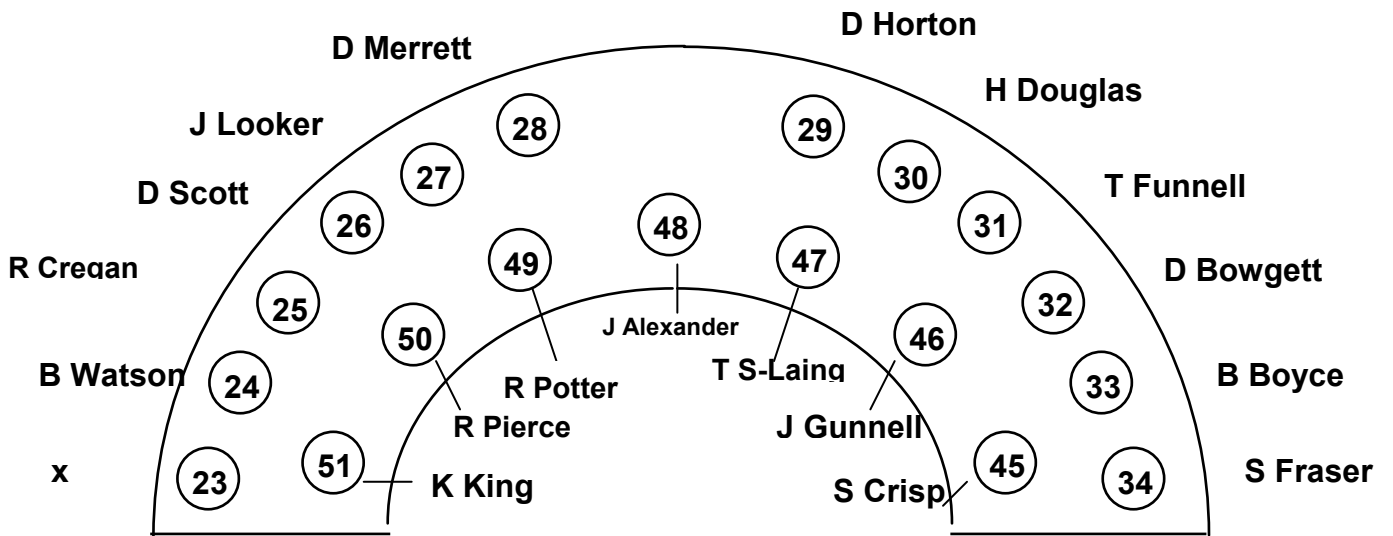 D Horton
D Merrett
H Douglas
J Looker
28
29
27
30
T Funnell
D Scott
26
31
48
49
47
R Cregan
D Bowgett
25
32
50
J Alexander
46
B Watson
24
R Potter
T S-Laing
33
B Boyce
R Pierce
J Gunnell
x
23
51
K King
S Crisp
45
34
S Fraser